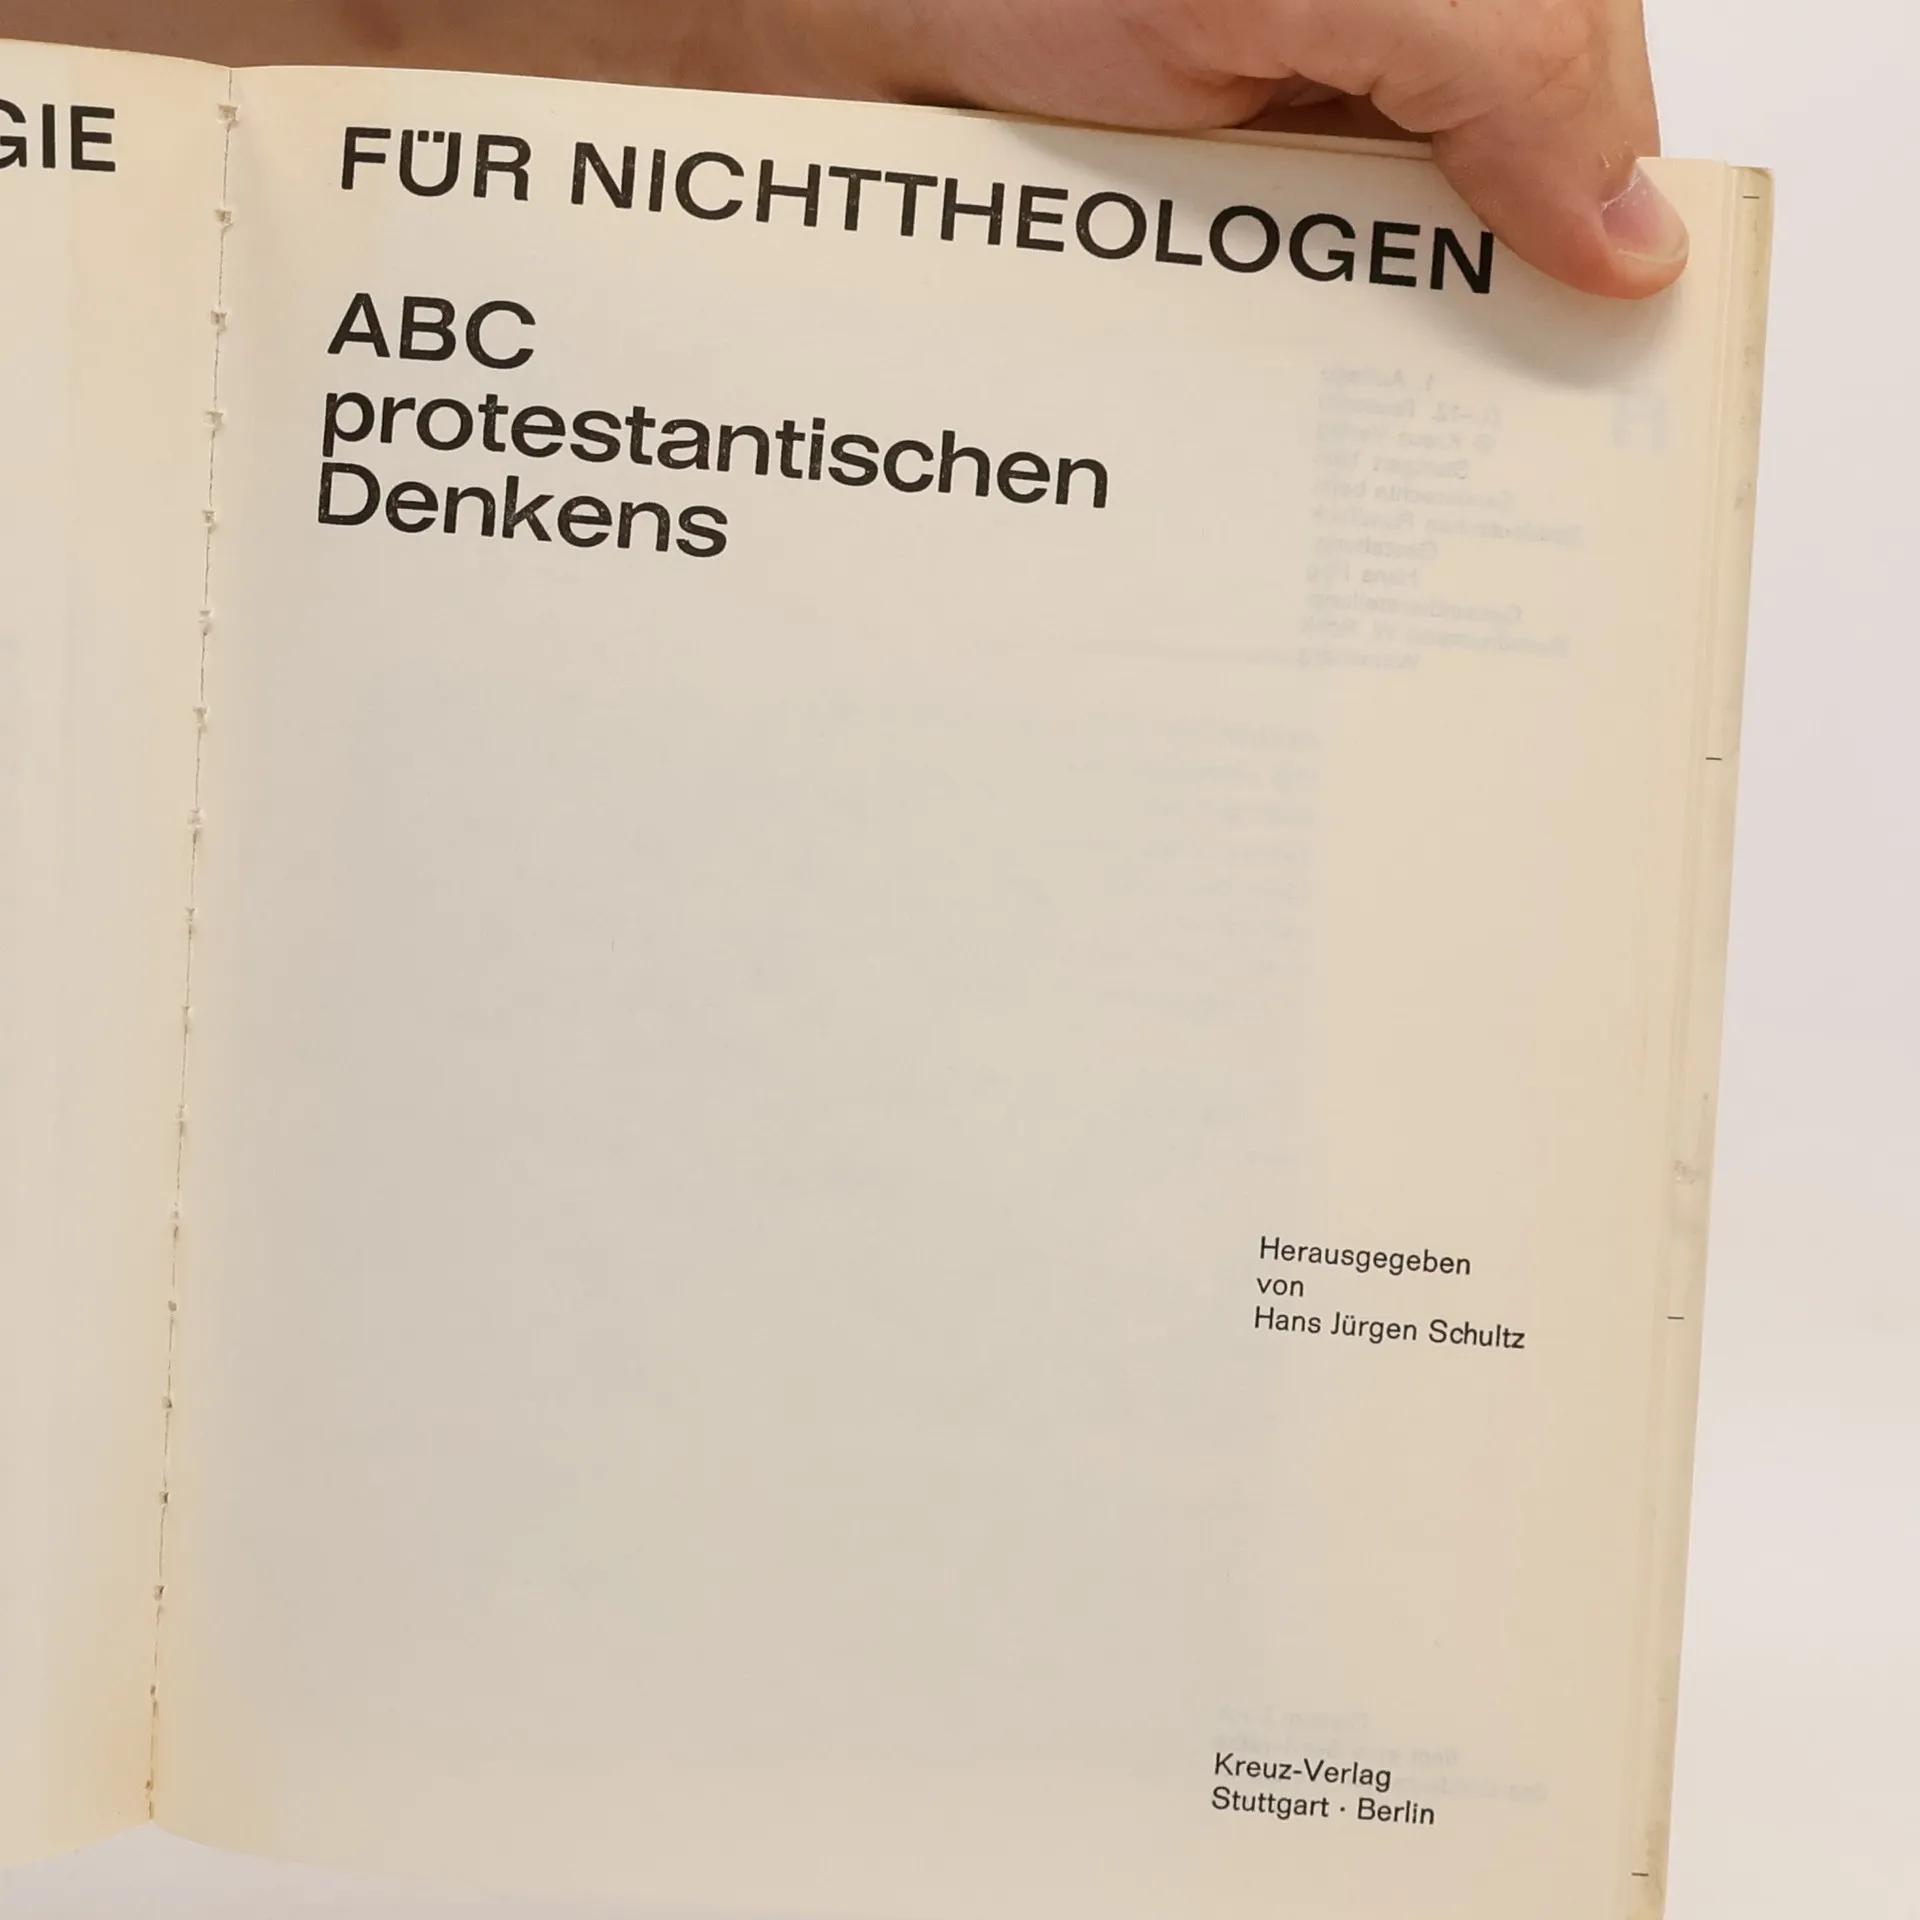 GIE
FÜR NICHTTHEOLOGEN
ABC
protestantischen
Denkens
Herausgegeben
von
Hans Jürgen Schultz
Kreuz-Verlag
Stuttgart · Berlin